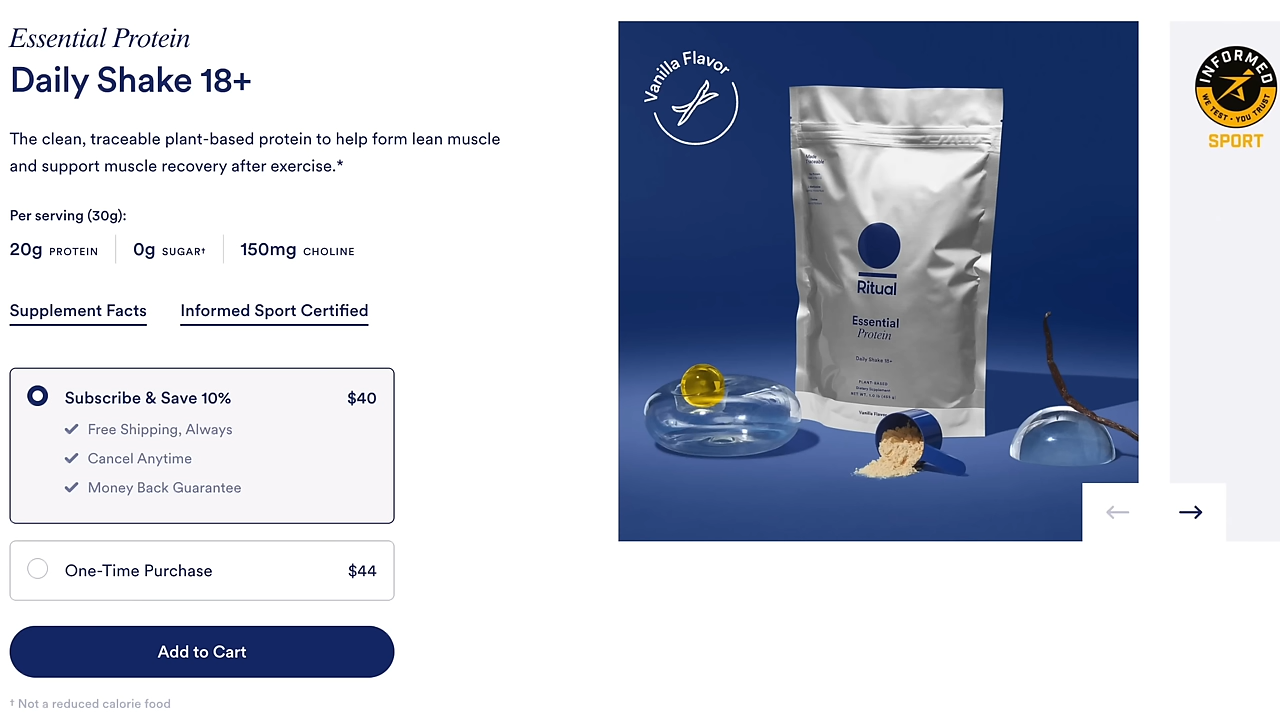 Essential Protein
Daily Shake 18+
The clean, traceable plant-based protein to help form lean muscle
and support muscle recovery after exercise.*
Per serving (30g):
20g PROTEIN
0g SUGAR†
150mg CHOLINE
Supplement Facts
Informed Sport Certified
Subscribe & Save 10%
$40
Free Shipping, Always
Cancel Anytime
Money Back Guarantee
One-Time Purchase
$44
Add to Cart
† Not a reduced calorie food
Vanilla Flavor
Made
Traceable
Ritual
Essential
Protein
Daily Shake 18+
PLANT-BASED
Dietary Supplement
Vanilla Flavor
INFORMED
WE TEST • YOU TRUST
SPORT